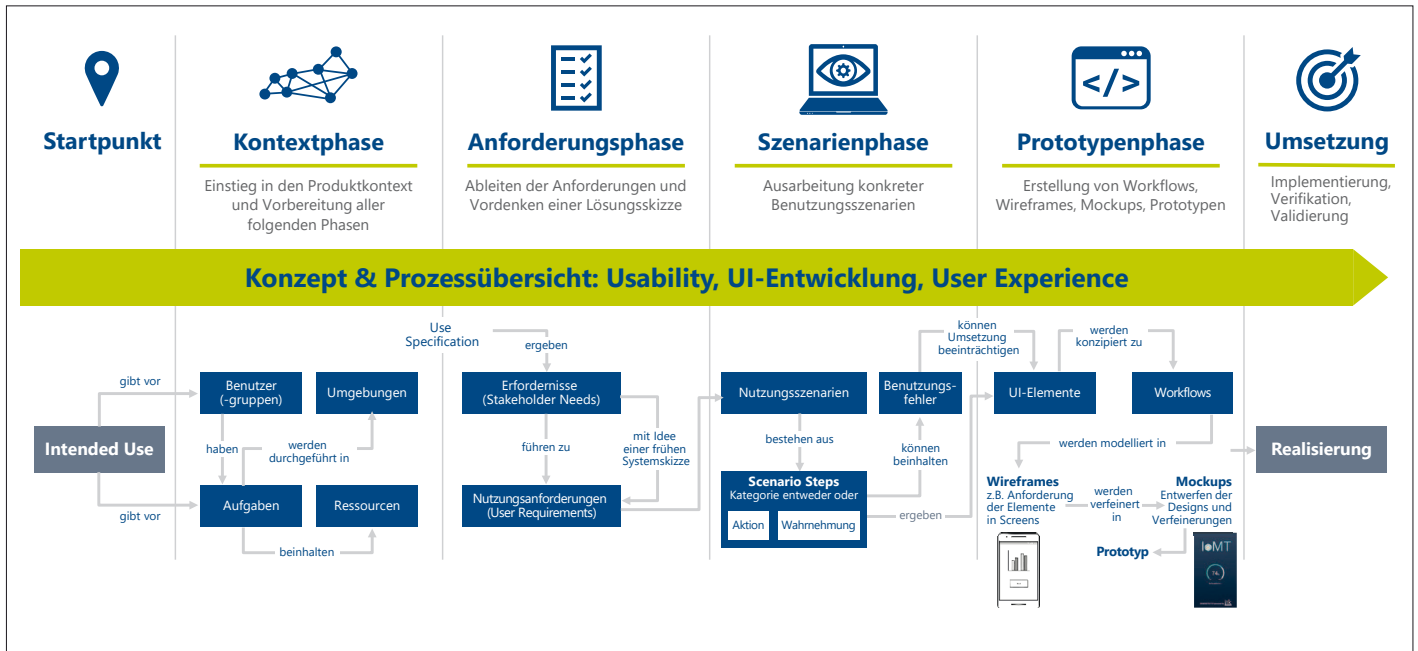 </>
Startpunkt
Kontextphase
Einstieg in den Produktkontext
und Vorbereitung aller
folgenden Phasen
Anforderungsphase
Ableiten der Anforderungen und
Vordenken einer Lösungsskizze
Szenarienphase
Ausarbeitung konkreter
Benutzungsszenarien
Prototypenphase
Erstellung von Workflows,
Wireframes, Mockups, Prototypen
Umsetzung
Implementierung,
Verifikation,
Validierung
Konzept & Prozessübersicht: Usability, UI-Entwicklung, User Experience
Intended Use
gibt vor
gibt vor
Benutzer
(-gruppen)
Umgebungen
haben
werden
durchgeführt in
Aufgaben
Ressourcen
beinhalten
Use
Specification
ergeben
Erfordernisse
(Stakeholder Needs)
führen zu
mit Idee
einer frühen
Systemskizze
Nutzungsanforderungen
(User Requirements)
Nutzungsszenarien
bestehen aus
Scenario Steps
Kategorie entweder oder
Aktion
Wahrnehmung
Benutzungs-
fehler
können
beinhalten
ergeben
können
Umsetzung
beeinträchtigen
UI-Elemente
werden
konzipiert zu
Workflows
werden modelliert in
Wireframes
z.B. Anforderung
der Elemente
in Screens
werden
verfeinert
in
Mockups
Entwerfen der
Designs und
Verfeinerungen
Prototyp
IoMT
Realisierung